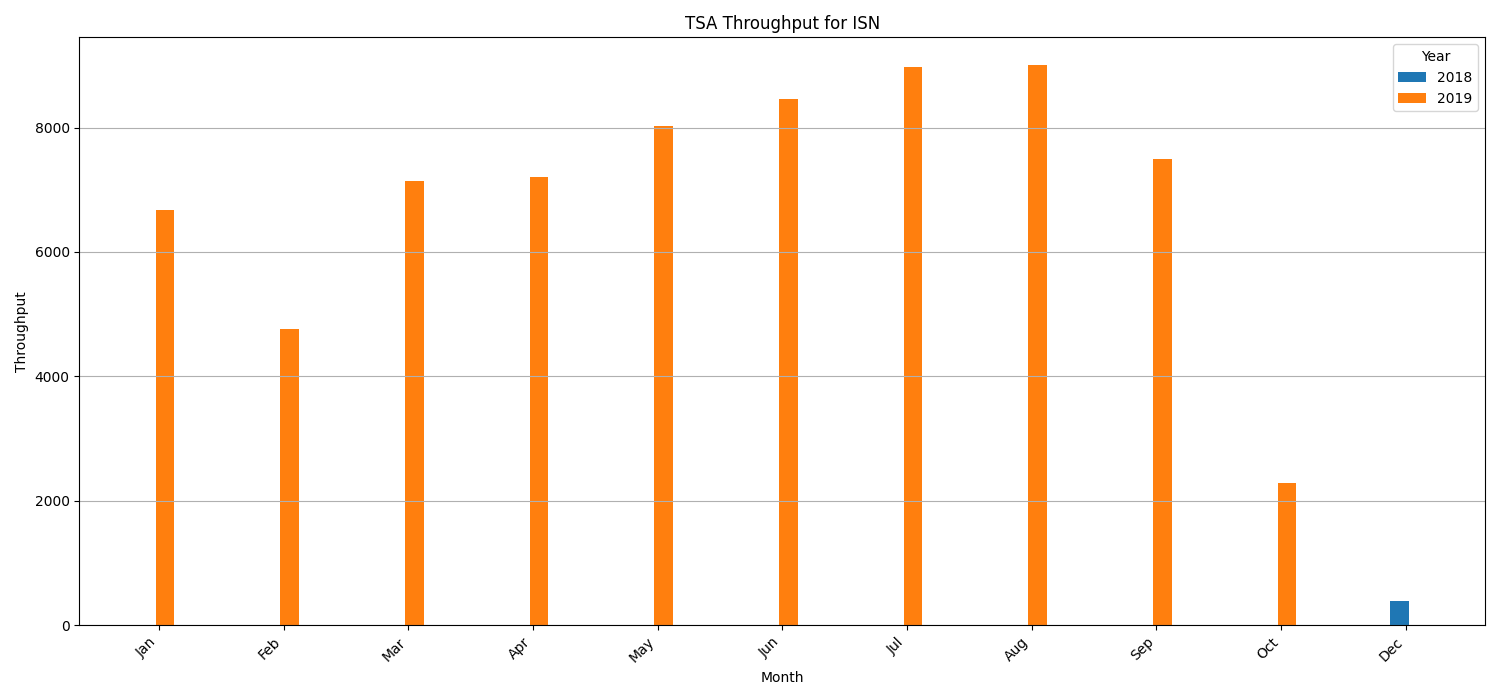 TSA Throughput for ISN
Year
2018
2019
Throughput
8000
6000
4000
2000
0
Jan
Feb
Mar
Apr
May
Jun
Jul
Aug
Sep
Oct
Dec
Month